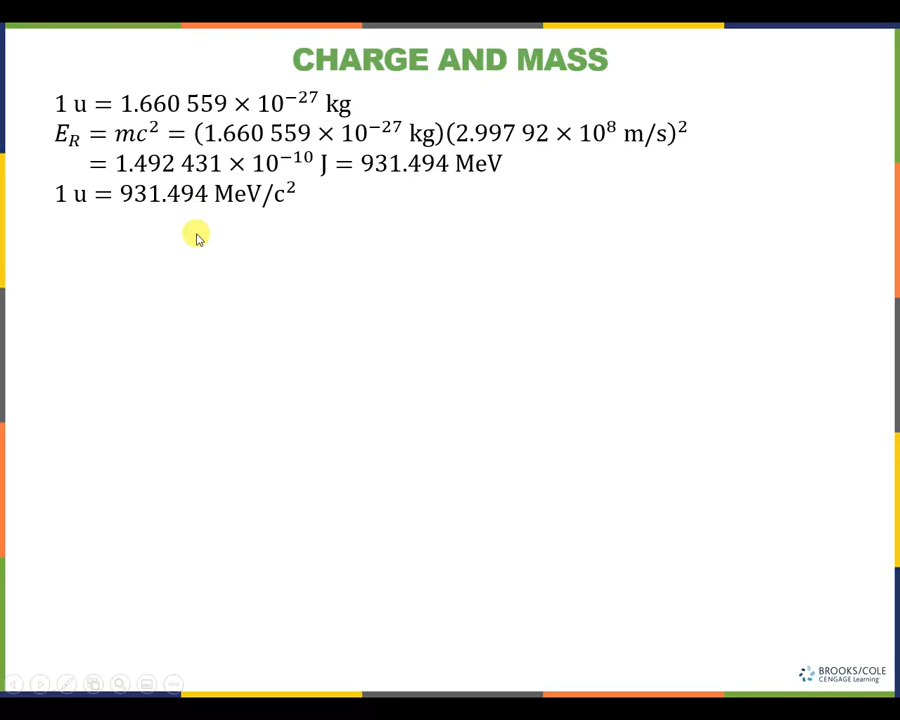 CHARGE AND MASS
1 u = 1.660 559 × 10⁻²⁷ kg
E_R = mc² = (1.660 559 × 10⁻²⁷ kg)(2.997 92 × 10⁸ m/s)²
= 1.492 431 × 10⁻¹⁰ J = 931.494 MeV
1 u = 931.494 MeV/c²
BROOKS/COLE
CENGAGE Learning